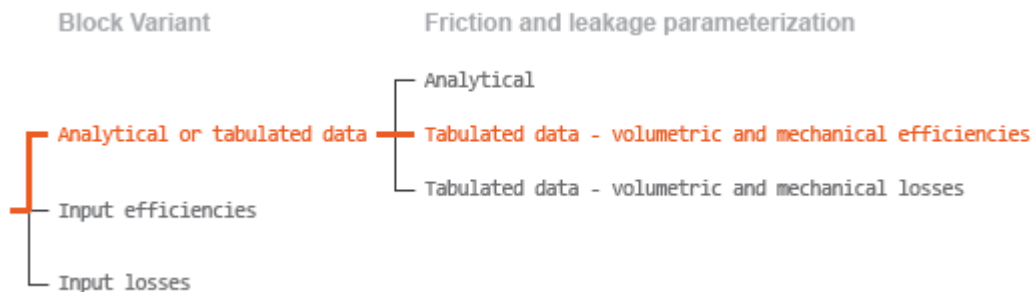 Block Variant
Friction and leakage parameterization
Analytical
Analytical or tabulated data
Tabulated data - volumetric and mechanical efficiencies
Tabulated data - volumetric and mechanical losses
Input efficiencies
Input losses